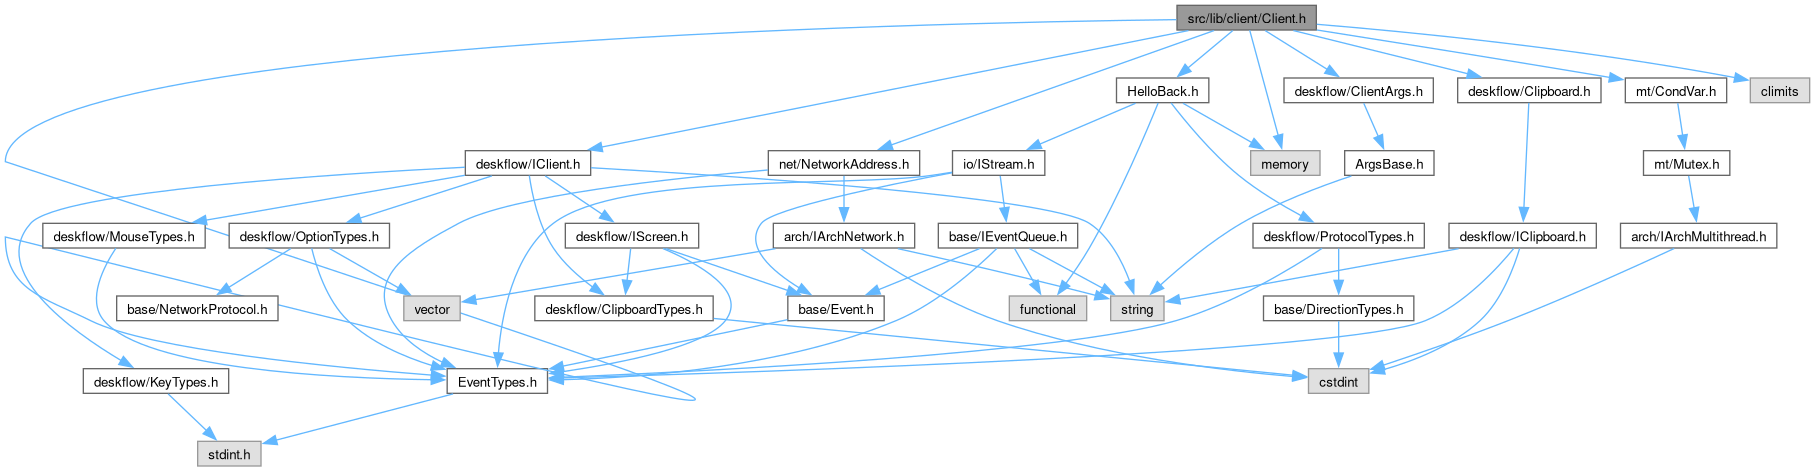 src/lib/client/Client.h
HelloBack.h
deskflow/ClientArgs.h
deskflow/Clipboard.h
mt/CondVar.h
climits
deskflow/IClient.h
net/NetworkAddress.h
io/IStream.h
memory
ArgsBase.h
mt/Mutex.h
deskflow/MouseTypes.h
deskflow/OptionTypes.h
deskflow/IScreen.h
arch/IArchNetwork.h
base/IEventQueue.h
deskflow/ProtocolTypes.h
deskflow/IClipboard.h
arch/IArchMultithread.h
base/NetworkProtocol.h
vector
deskflow/ClipboardTypes.h
base/Event.h
functional
string
base/DirectionTypes.h
deskflow/KeyTypes.h
EventTypes.h
cstdint
stdint.h